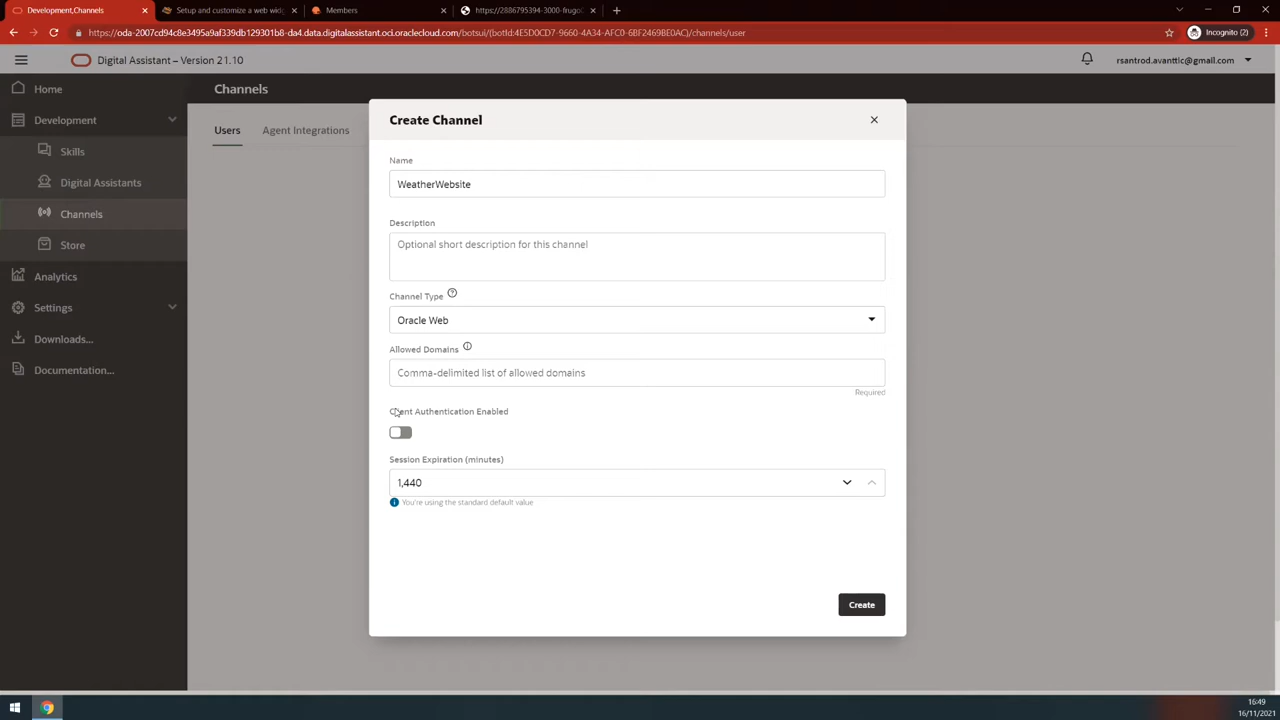 Development,Channels
Setup and customize a web widg
Members
https://2886795394-3000-frugo
oda-2007cd94c8e3495a9af339db129301b8-da4.data.digitalassistant.oci.oraclecloud.com/botsui/(botId:4E5D0CD7-9660-4A34-AFC0-6BF2469BE0AC)/channels/user
Incognito (2)
Digital Assistant – Version 21.10
rsantrod.avanttic@gmail.com
Home
Development
Skills
Digital Assistants
Channels
Store
Analytics
Settings
Downloads...
Documentation...
Channels
Users
Agent Integrations
Create Channel
Name
WeatherWebsite
Description
Optional short description for this channel
Channel Type
Oracle Web
Allowed Domains
Comma-delimited list of allowed domains
Required
Client Authentication Enabled
Session Expiration (minutes)
1,440
You're using the standard default value
Create
16:49
16/11/2021